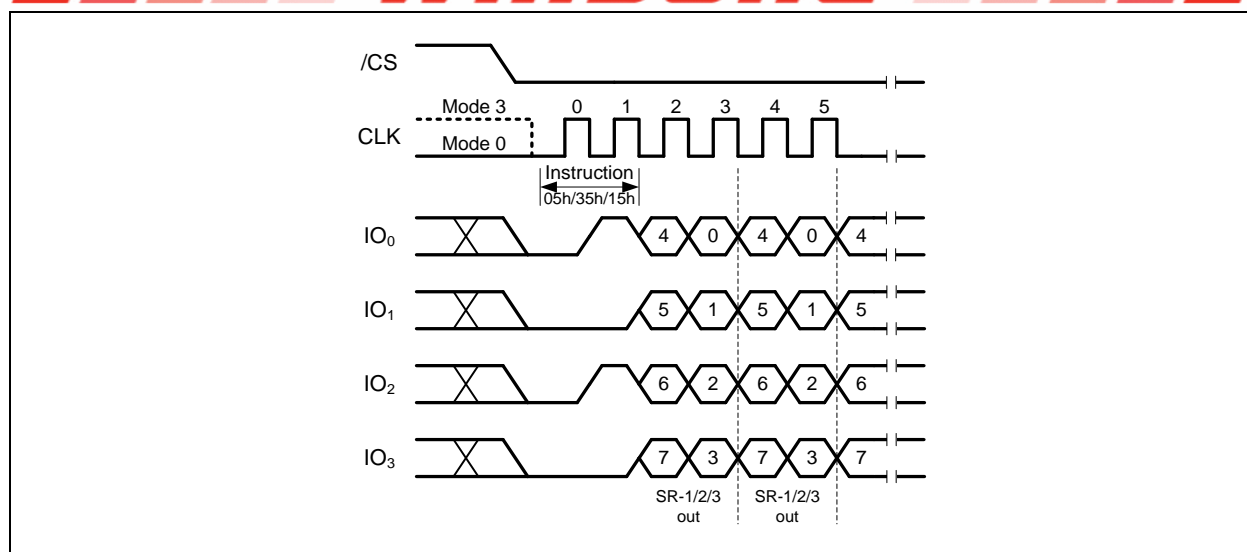 /CS
Mode 3 0 1 2 3 4 5
CLK
Mode 0
Instruction
05h/35h/15h
IO0 4 0 4 0 4
IO1 5 1 5 1 5
IO2 6 2 6 2 6
IO3 7 3 7 3 7
SR-1/2/3 SR-1/2/3
out out